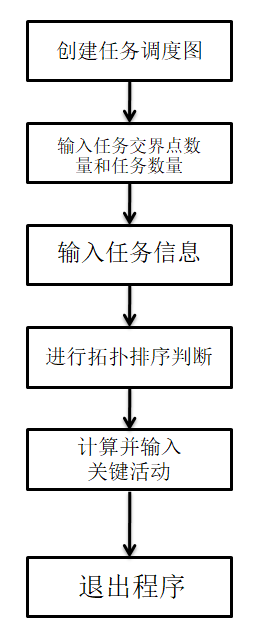 创建任务调度图
输入任务交界点数
量和任务数量
输入任务信息
进行拓扑排序判断
计算并输入
关键活动
退出程序